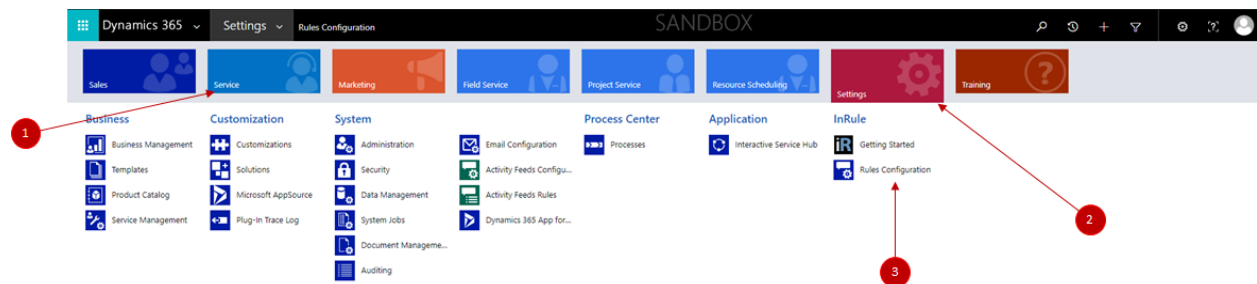 Dynamics 365 Settings Rules Configuration SANDBOX
Sales Service Marketing Field Service Project Service Resource Scheduling ... Settings Training
1
Business Customization System Process Center Application InRule
Business Management Customizations Administration Email Configuration Processes Interactive Service Hub iR Getting Started
Templates Solutions Security Activity Feeds Configu... Rules Configuration
Product Catalog Microsoft AppSource Data Management Activity Feeds Rules
Service Management Plug-In Trace Log System Jobs Dynamics 365 App for...
2
Document Manageme...
Auditing
3